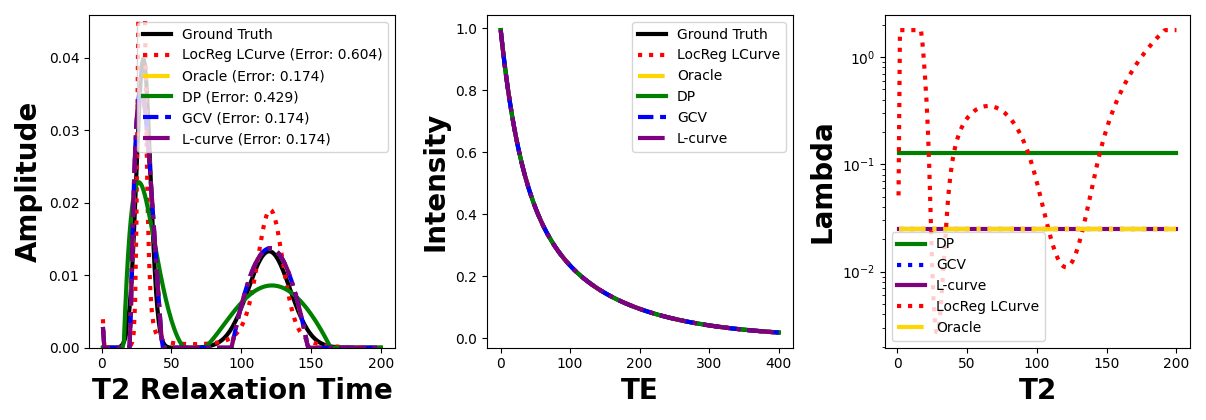 Amplitude
0.04
0.03
0.02
0.01
0.00
0
50
100
150
200
T2 Relaxation Time
Ground Truth
LocReg LCurve (Error: 0.604)
Oracle (Error: 0.174)
DP (Error: 0.429)
GCV (Error: 0.174)
L-curve (Error: 0.174)
Intensity
1.0
0.8
0.6
0.4
0.2
0.0
0
100
200
300
400
TE
Ground Truth
LocReg LCurve
Oracle
DP
GCV
L-curve
Lambda
10⁰
10⁻¹
10⁻²
0
50
100
150
200
T2
DP
GCV
L-curve
LocReg LCurve
Oracle